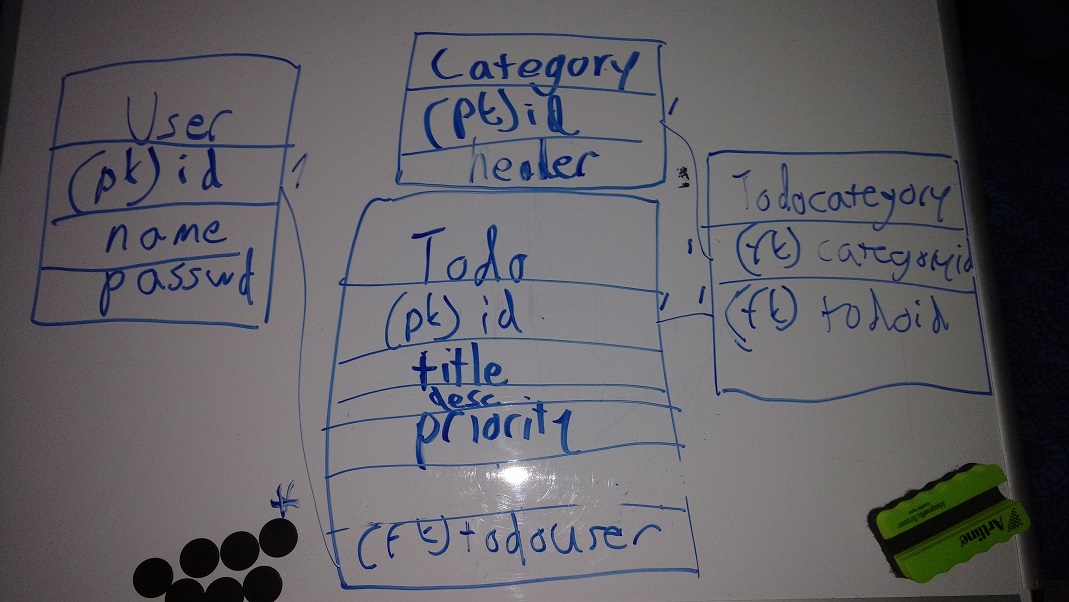 User
(pk) id
name
passwd
1
*
Category
(pk) id
header
1
Todo
(pk) id
title
desc
priority
(fk) todouser
1
Todocategory
(fk) categoryid
(fk) todoid
1
1
Artline